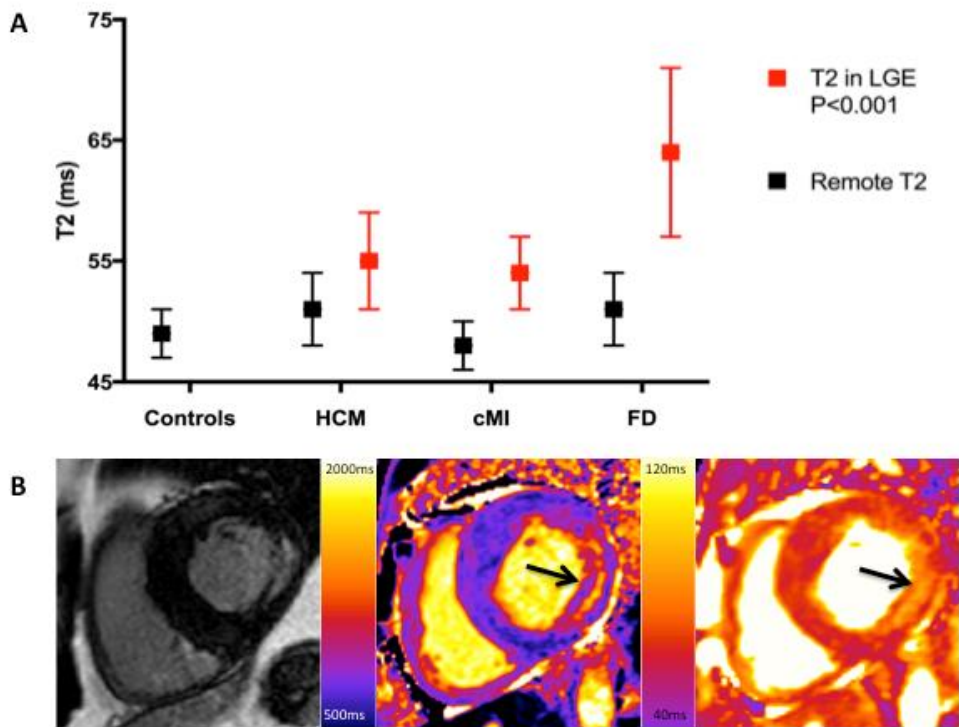 A
75
65
55
45
T2 (ms)
Controls HCM cMI FD
T2 in LGE
P<0.001
Remote T2
B
2000ms
500ms
120ms
40ms